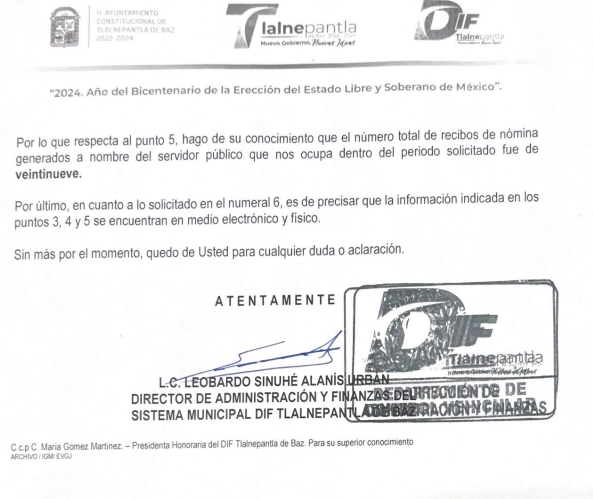 H. AYUNTAMIENTO
CONSTITUCIONAL DE
TLALNEPANTLA DE BAZ
2022 2024
Tlalnepantla
Nuevo Gobierno, Nuevas Ideas
DIF
Tlalnepantla
"2024. Año del Bicentenario de la Erección del Estado Libre y Soberano de México".
Por lo que respecta al punto 5, hago de su conocimiento que el número total de recibos de nómina
generados a nombre del servidor público que nos ocupa dentro del periodo solicitado fue de
veintinueve.
Por último, en cuanto a lo solicitado en el numeral 6, es de precisar que la información indicada en los
puntos 3, 4 y 5 se encuentran en medio electrónico y físico.
Sin más por el momento, quedo de Usted para cualquier duda o aclaración.
ATENTAMENTE
DIF
Tlalnepantla
L.C. LEOBARDO SINUHÉ ALANÍS URBAN
DIRECTOR DE ADMINISTRACIÓN Y FINANZAS DEL
SISTEMA MUNICIPAL DIF TLALNEPANTLA DE BAZ
C.c.p C. Maria Gómez Martinez. – Presidenta Honoraria del DIF Tlalnepantla de Baz. Para su superior conocimiento
ARCHIVO / IGM/ EVGJ